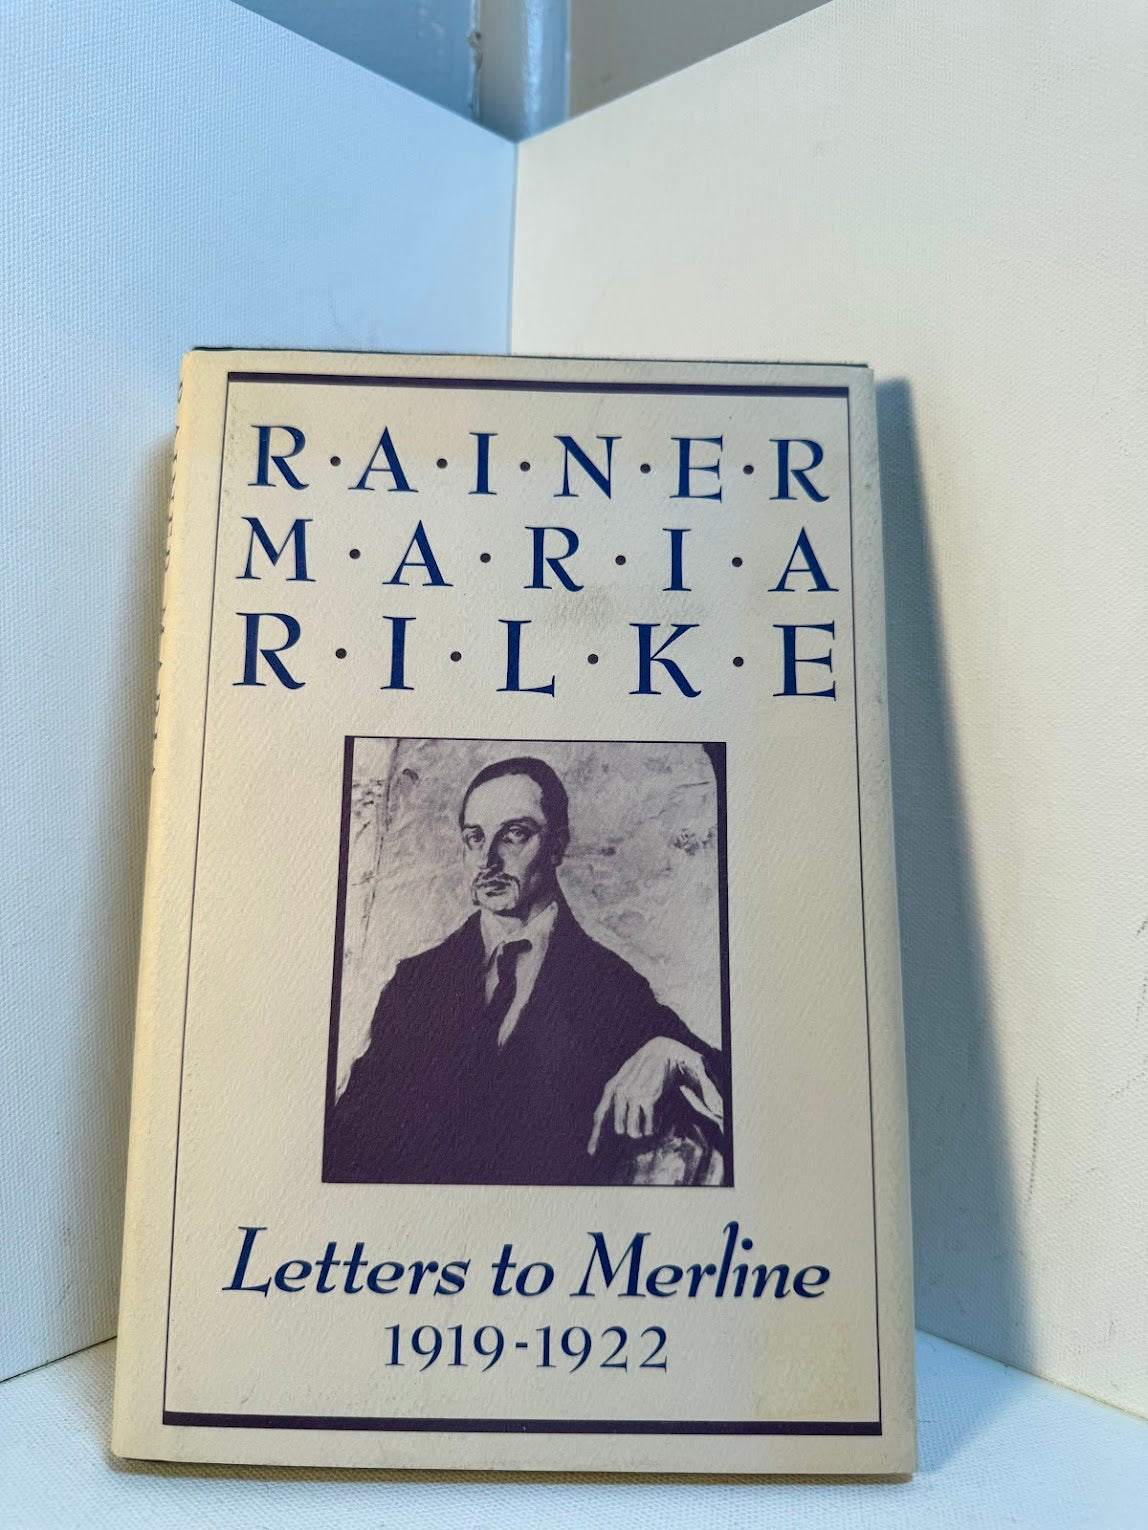 R·A·I·N·E·R
M·A·R·I·A
R·I·L·K·E
Letters to Merline
1919-1922